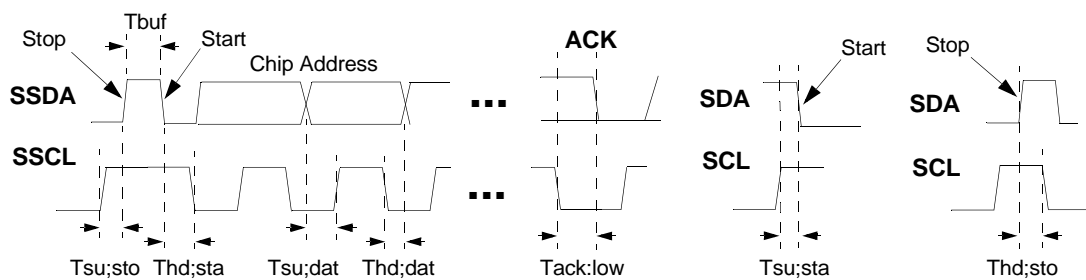 Tbuf
Stop
Start
ACK
Chip Address
Start
Stop
SSDA
...
SDA
SDA
SSCL
...
SCL
SCL
Tsu;sto
Thd;sta
Tsu;dat
Thd;dat
Tack:low
Tsu;sta
Thd;sto